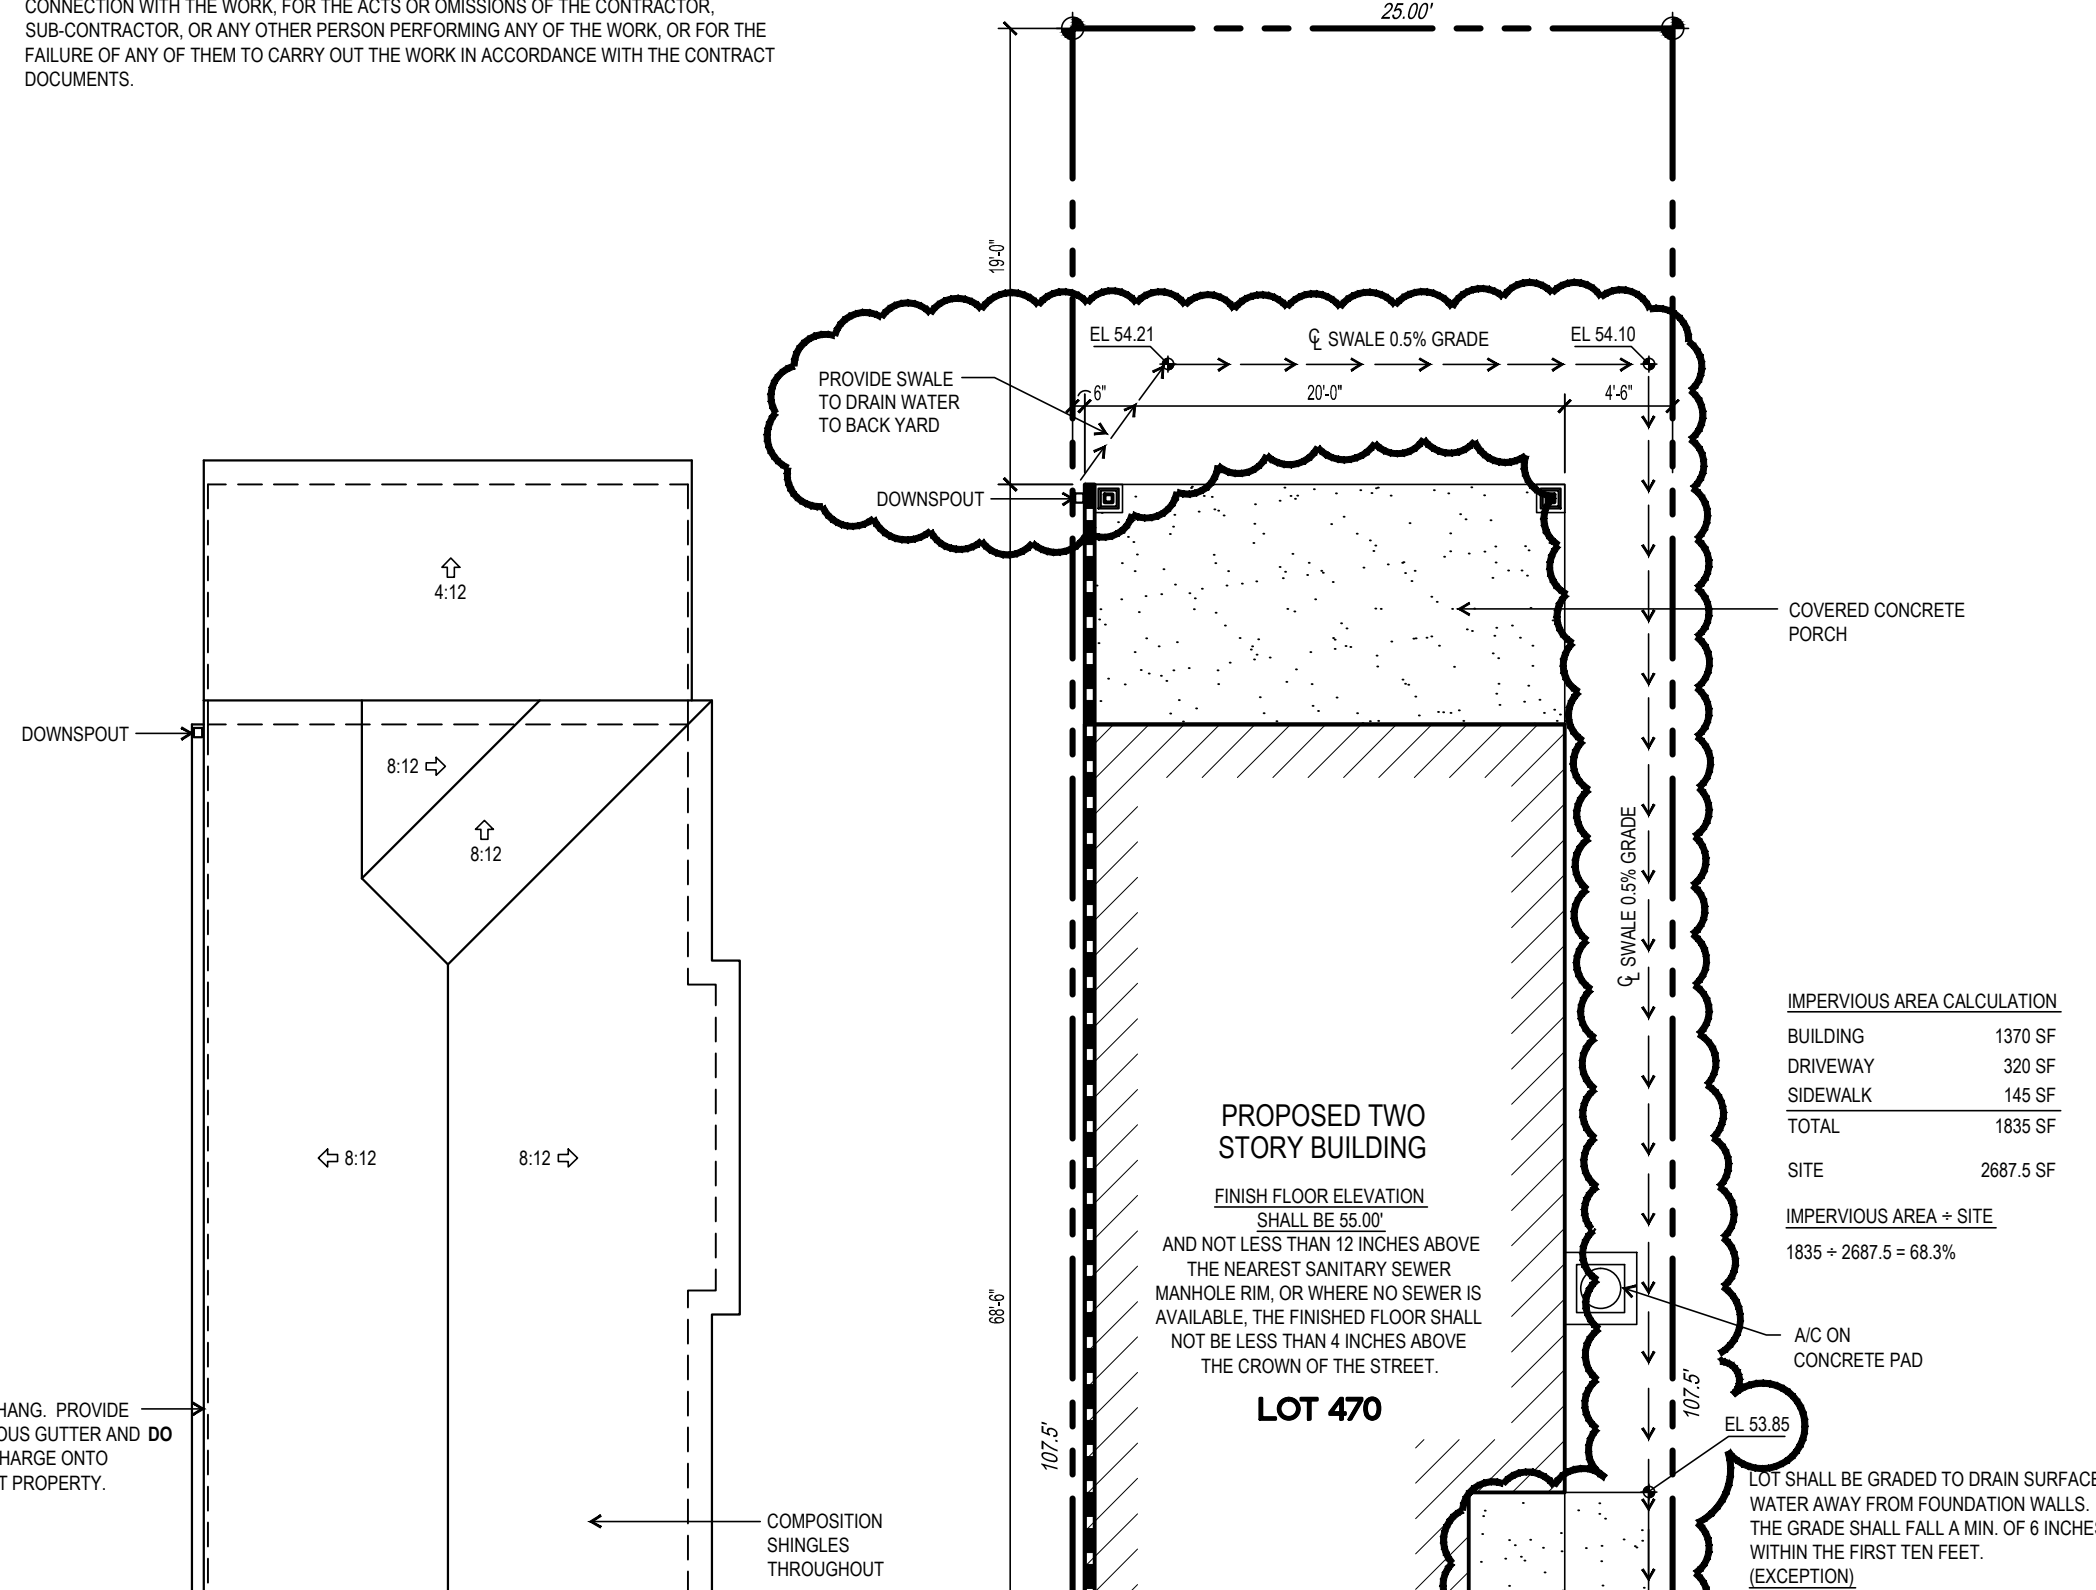 CONNECTION WITH THE WORK, FOR THE ACTS OR OMISSIONS OF THE CONTRACTOR,
SUB-CONTRACTOR, OR ANY OTHER PERSON PERFORMING ANY OF THE WORK, OR FOR THE
FAILURE OF ANY OF THEM TO CARRY OUT THE WORK IN ACCORDANCE WITH THE CONTRACT
DOCUMENTS.
25.00'
19'-0"
EL 54.21
℄ SWALE 0.5% GRADE
EL 54.10
PROVIDE SWALE
TO DRAIN WATER
TO BACK YARD
6"
20'-0"
4'-6"
DOWNSPOUT
4:12
COVERED CONCRETE
PORCH
DOWNSPOUT
8:12
8:12
℄ SWALE 0.5% GRADE
8:12
8:12
PROPOSED TWO
STORY BUILDING
FINISH FLOOR ELEVATION
SHALL BE 55.00'
AND NOT LESS THAN 12 INCHES ABOVE
THE NEAREST SANITARY SEWER
MANHOLE RIM, OR WHERE NO SEWER IS
AVAILABLE, THE FINISHED FLOOR SHALL
NOT BE LESS THAN 4 INCHES ABOVE
THE CROWN OF THE STREET.
LOT 470
68'-6"
107.5'
107.5'
IMPERVIOUS AREA CALCULATION
BUILDING 1370 SF
DRIVEWAY 320 SF
SIDEWALK 145 SF
TOTAL 1835 SF
SITE 2687.5 SF
IMPERVIOUS AREA ÷ SITE
1835 ÷ 2687.5 = 68.3%
A/C ON
CONCRETE PAD
EL 53.85
HANG. PROVIDE
OUS GUTTER AND DO
HARGE ONTO
T PROPERTY.
COMPOSITION
SHINGLES
THROUGHOUT
LOT SHALL BE GRADED TO DRAIN SURFACE
WATER AWAY FROM FOUNDATION WALLS.
THE GRADE SHALL FALL A MIN. OF 6 INCHES
WITHIN THE FIRST TEN FEET.
(EXCEPTION)